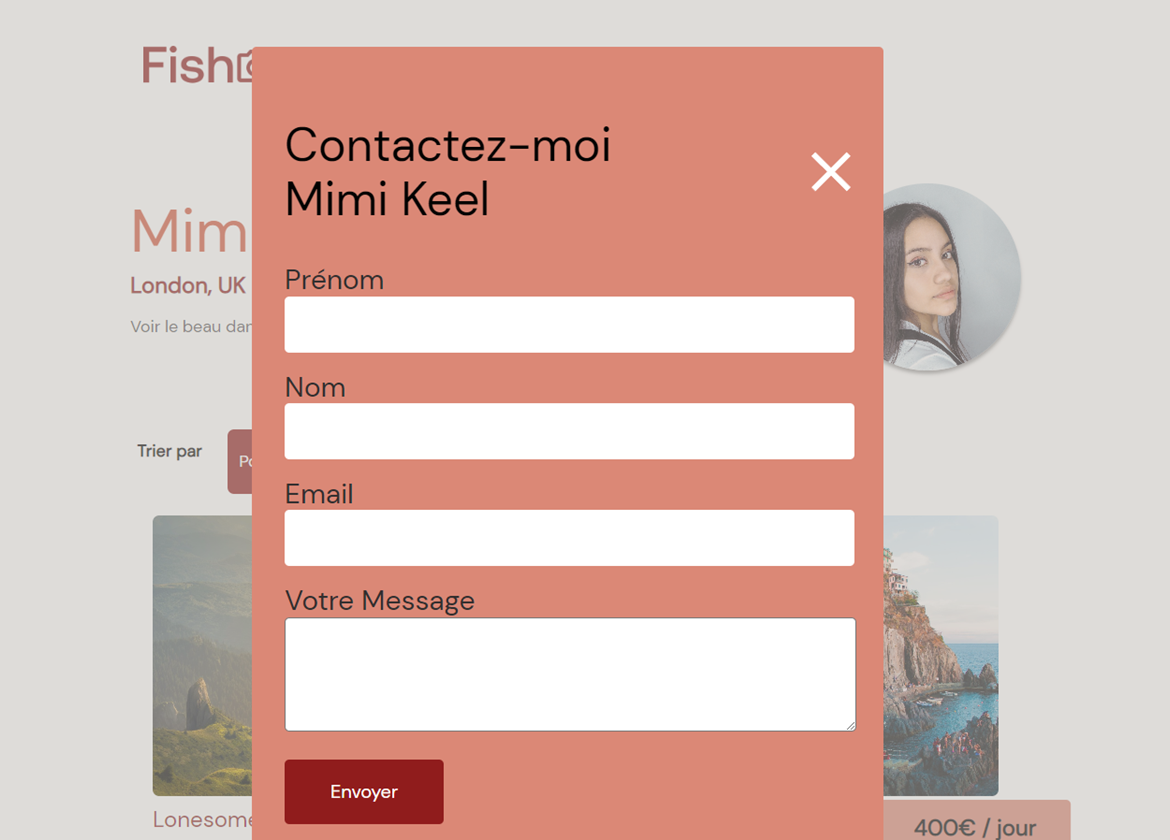 Fish
Contactez-moi
Mimi Keel
Mim
London, UK
Voir le beau dan
Prénom
Nom
Email
Trier par
Po
Votre Message
Envoyer
Lonesome
400€ / jour